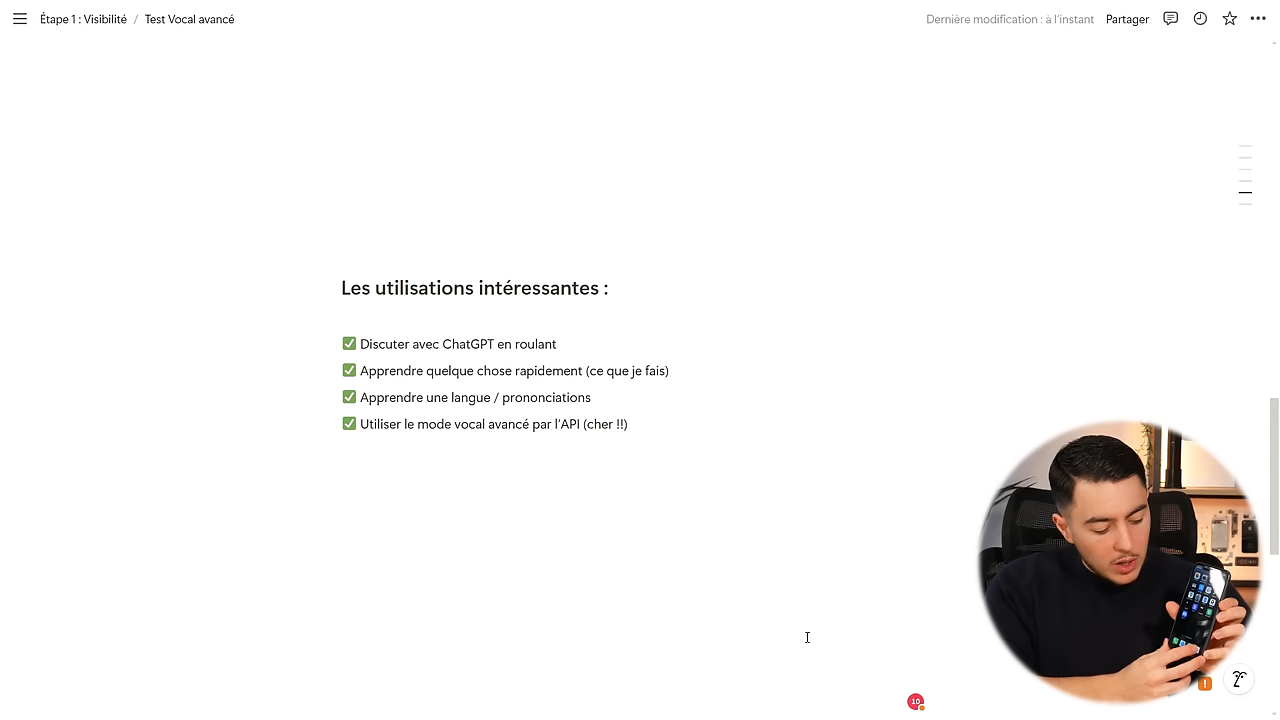 Étape 1 : Visibilité / Test Vocal avancé
Dernière modification : à l'instant Partager
Les utilisations intéressantes :
✅ Discuter avec ChatGPT en roulant
✅ Apprendre quelque chose rapidement (ce que je fais)
✅ Apprendre une langue / prononciations
✅ Utiliser le mode vocal avancé par l'API (cher !!)
10
!